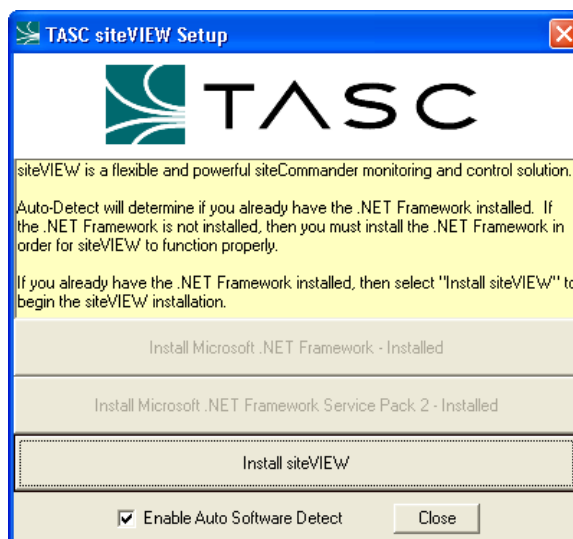 TASC siteVIEW Setup
TASC
siteVIEW is a flexible and powerful siteCommander monitoring and control solution.
Auto-Detect will determine if you already have the .NET Framework installed. If
the .NET Framework is not installed, then you must install the .NET Framework in
order for siteVIEW to function properly.
If you already have the .NET Framework installed, then select "Install siteVIEW" to
begin the siteVIEW installation.
Install Microsoft .NET Framework - Installed
Install Microsoft .NET Framework Service Pack 2 - Installed
Install siteVIEW
Enable Auto Software Detect Close